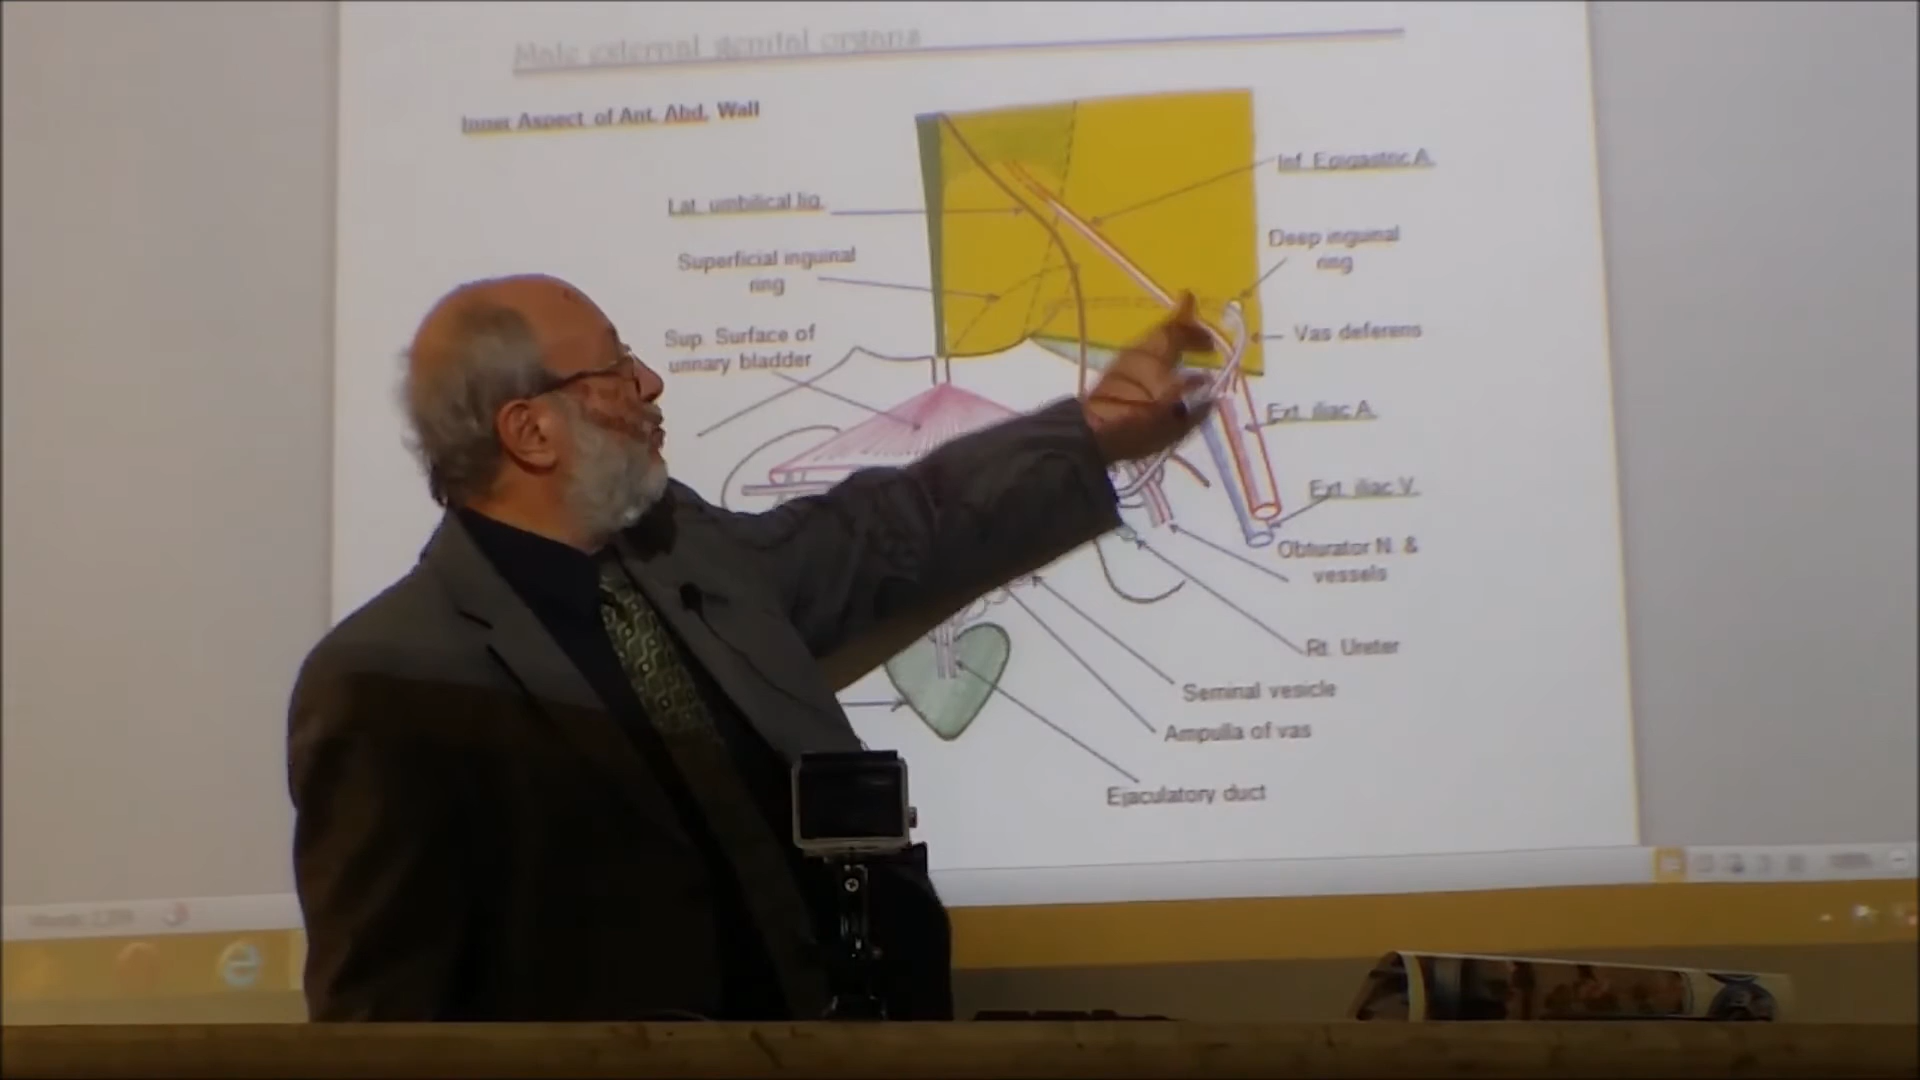 Male external genital organs
Inner Aspect of Ant. Abd. Wall
Inf. Epigastric A.
Lat. umbilical lig.
Deep inguinal
ring
Superficial inguinal
ring
Sup. Surface of
urinary bladder
Vas deferens
Ext. iliac A.
Ext. iliac V.
Obturator N. &
vessels
Rt. Ureter
Seminal vesicle
Ampulla of vas
Ejaculatory duct